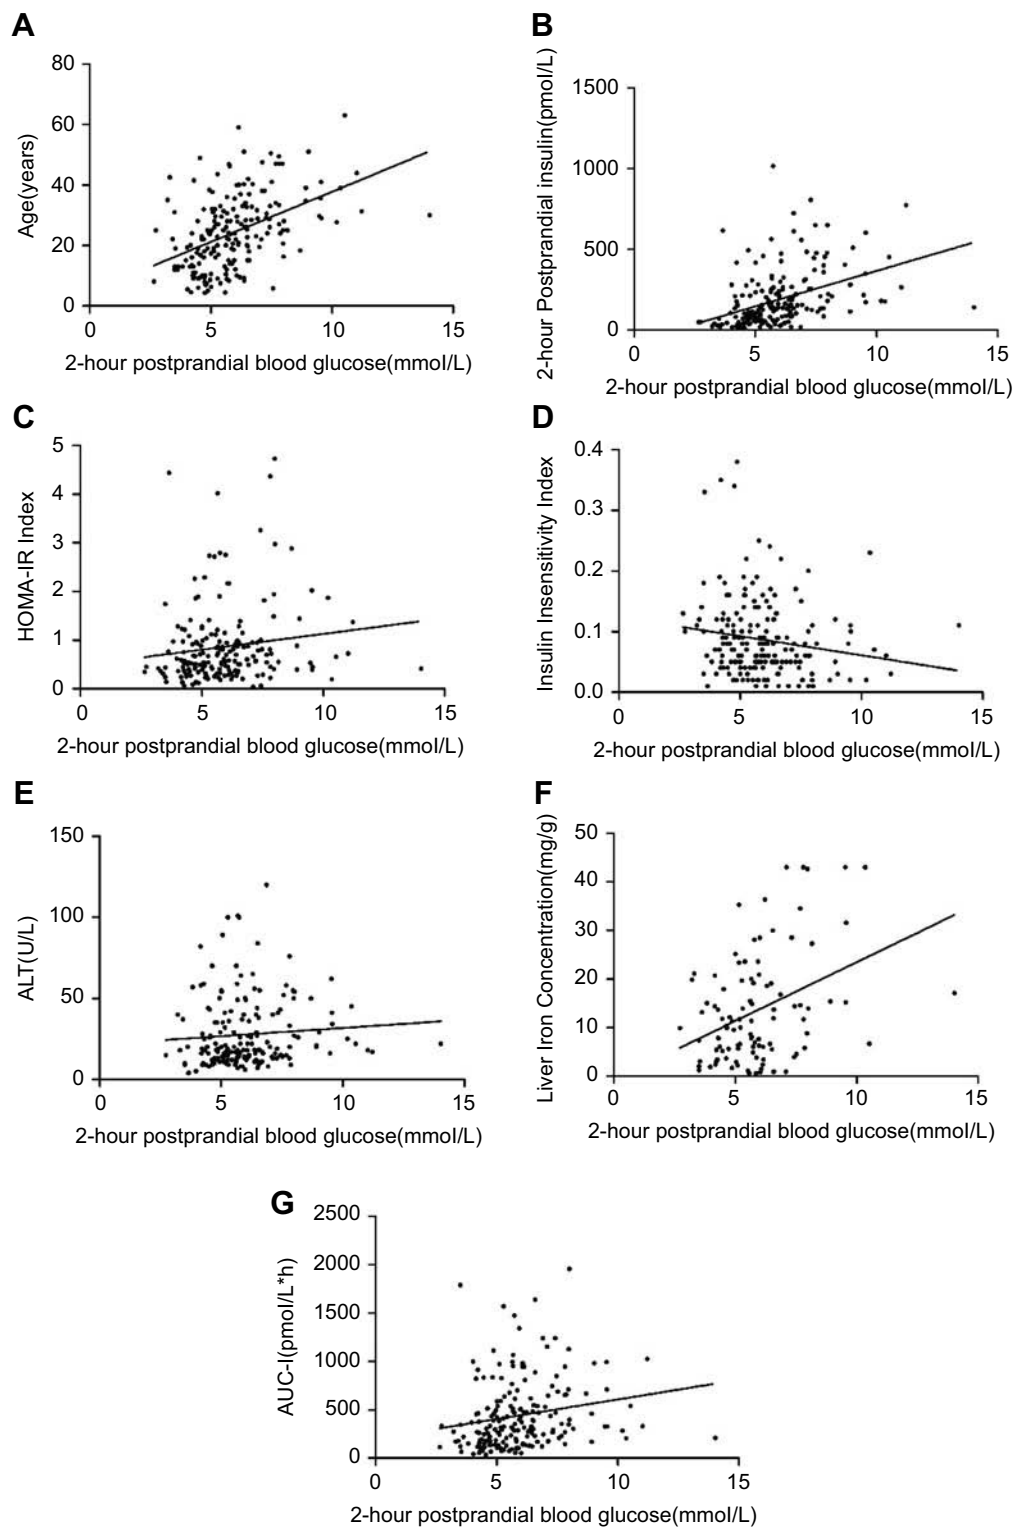 A
80
60
40
20
0
Age(years)
0 5 10 15
2-hour postprandial blood glucose(mmol/L)
B
1500
1000
500
0
2-hour Postprandial insulin(pmol/L)
0 5 10 15
2-hour postprandial blood glucose(mmol/L)
C
5
4
3
2
1
0
HOMA-IR Index
0 5 10 15
2-hour postprandial blood glucose(mmol/L)
D
0.4
0.3
0.2
0.1
0.0
Insulin Insensitivity Index
0 5 10 15
2-hour postprandial blood glucose(mmol/L)
E
150
100
50
0
ALT(U/L)
0 5 10 15
2-hour postprandial blood glucose(mmol/L)
F
50
40
30
20
10
0
Liver Iron Concentration(mg/g)
0 5 10 15
2-hour postprandial blood glucose(mmol/L)
G
2500
2000
1500
1000
500
0
AUC-I(pmol/L*h)
0 5 10 15
2-hour postprandial blood glucose(mmol/L)